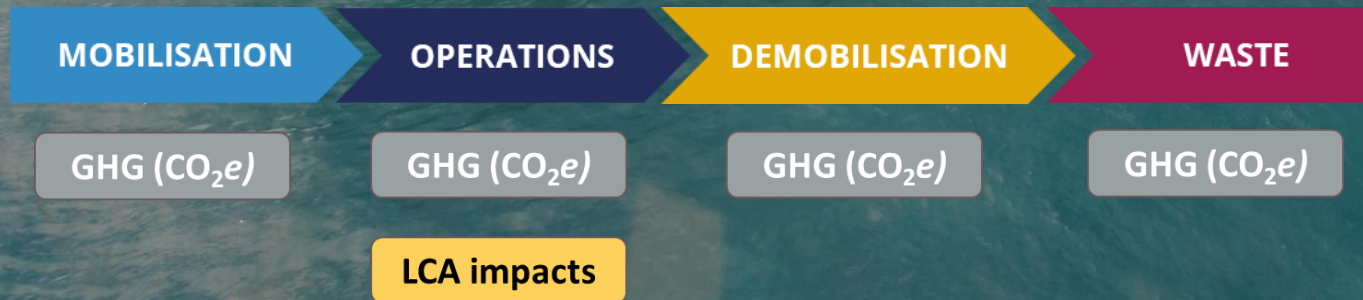 MOBILISATION
OPERATIONS
DEMOBILISATION
WASTE
GHG (CO₂e)
GHG (CO₂e)
GHG (CO₂e)
GHG (CO₂e)
LCA impacts